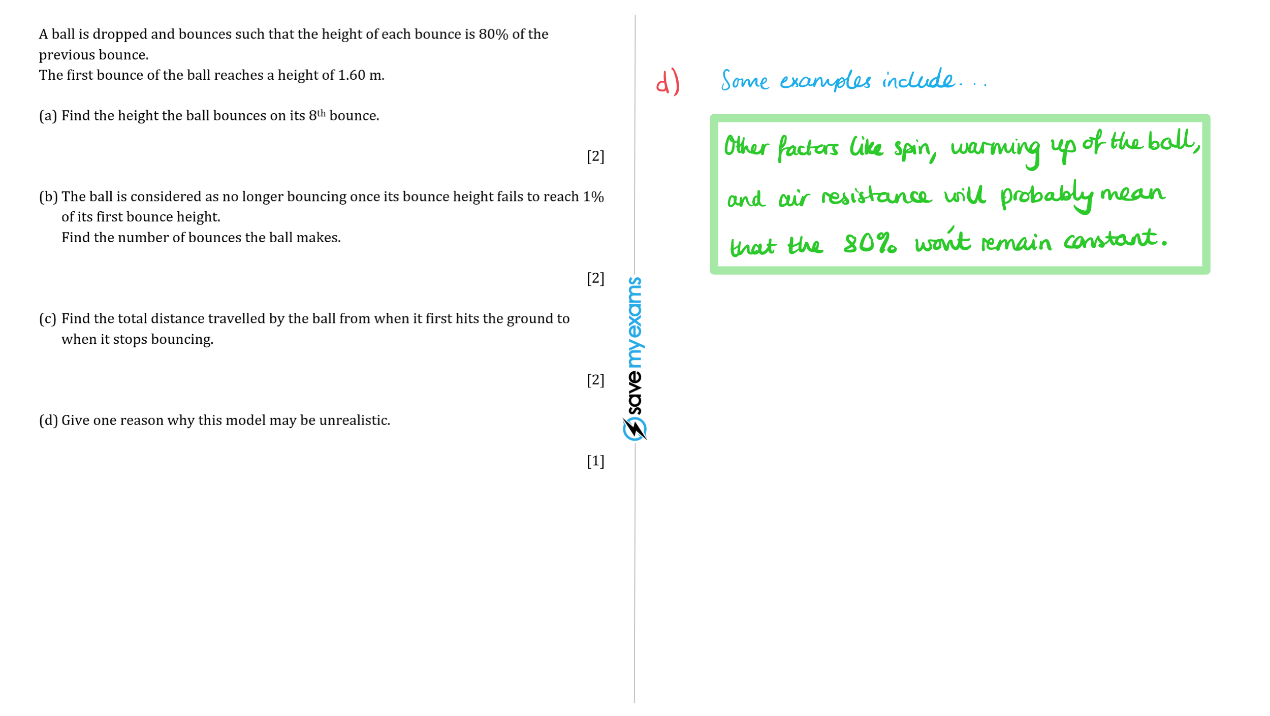 A ball is dropped and bounces such that the height of each bounce is 80% of the
previous bounce.
The first bounce of the ball reaches a height of 1.60 m.
(a) Find the height the ball bounces on its 8th bounce.
[2]
(b) The ball is considered as no longer bouncing once its bounce height fails to reach 1%
of its first bounce height.
Find the number of bounces the ball makes.
[2]
(c) Find the total distance travelled by the ball from when it first hits the ground to
when it stops bouncing.
[2]
(d) Give one reason why this model may be unrealistic.
[1]
savemyexams
d) Some examples include...
Other factors like spin, warming up of the ball,
and air resistance will probably mean
that the 80% won't remain constant.